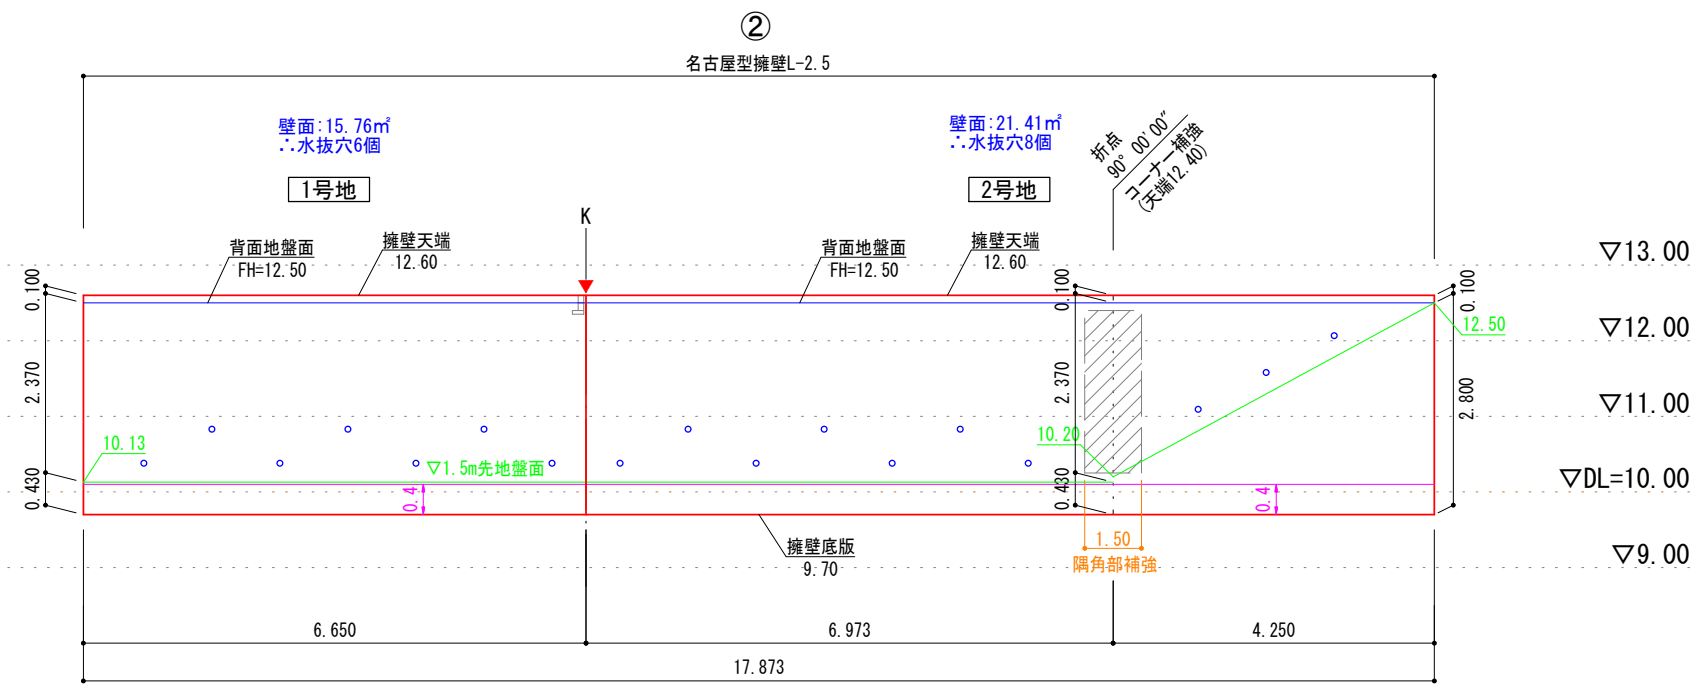 ②
名古屋型擁壁L-2.5
壁面:15.76㎡
∴水抜穴6個
1号地
壁面:21.41㎡
∴水抜穴8個
2号地
折点
90°00'00"
コーナー補強
(天端12.40)
K
背面地盤面
FH=12.50
擁壁天端
12.60
背面地盤面
FH=12.50
擁壁天端
12.60
▽13.00
▽12.00
▽11.00
▽DL=10.00
▽9.00
0.100
2.370
0.430
0.100
2.370
0.430
0.100
2.800
12.50
10.13
▽1.5m先地盤面
10.20
0.4
0.4
1.50
隅角部補強
擁壁底版
9.70
6.650
6.973
4.250
17.873